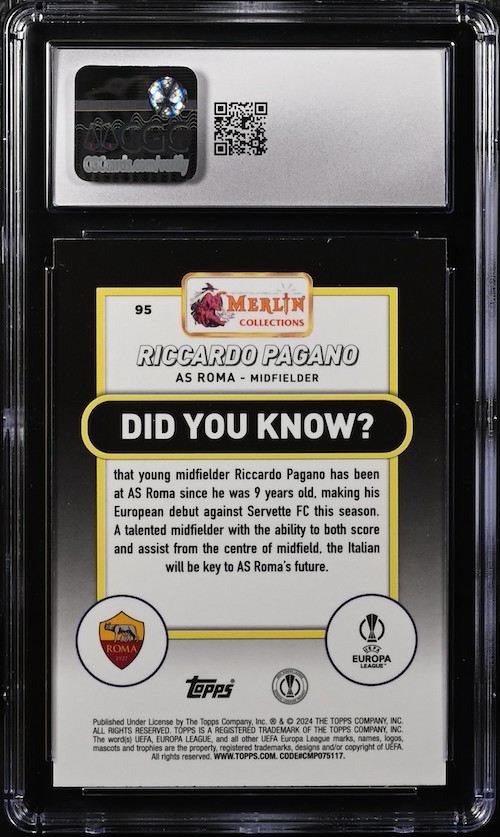 CGC
CGCcards.com/verify
95
MERLIN
COLLECTIONS
RICCARDO PAGANO
AS ROMA - MIDFIELDER
DID YOU KNOW?
that young midfielder Riccardo Pagano has been
at AS Roma since he was 9 years old, making his
European debut against Servette FC this season.
A talented midfielder with the ability to both score
and assist from the centre of midfield, the Italian
will be key to AS Roma's future.
ROMA
1927
UEFA
EUROPA
LEAGUE™
topps®
Published Under License by The Topps Company, Inc. ® & © 2024 THE TOPPS COMPANY, INC.
ALL RIGHTS RESERVED. TOPPS IS A REGISTERED TRADEMARK OF THE TOPPS COMPANY, INC.
The word(s) UEFA, EUROPA LEAGUE, and all other UEFA Europa League marks, names, logos,
mascots and trophies are the property, registered trademarks, designs and/or copyright of UEFA.
All rights reserved. WWW.TOPPS.COM. CODE#CMP075117.